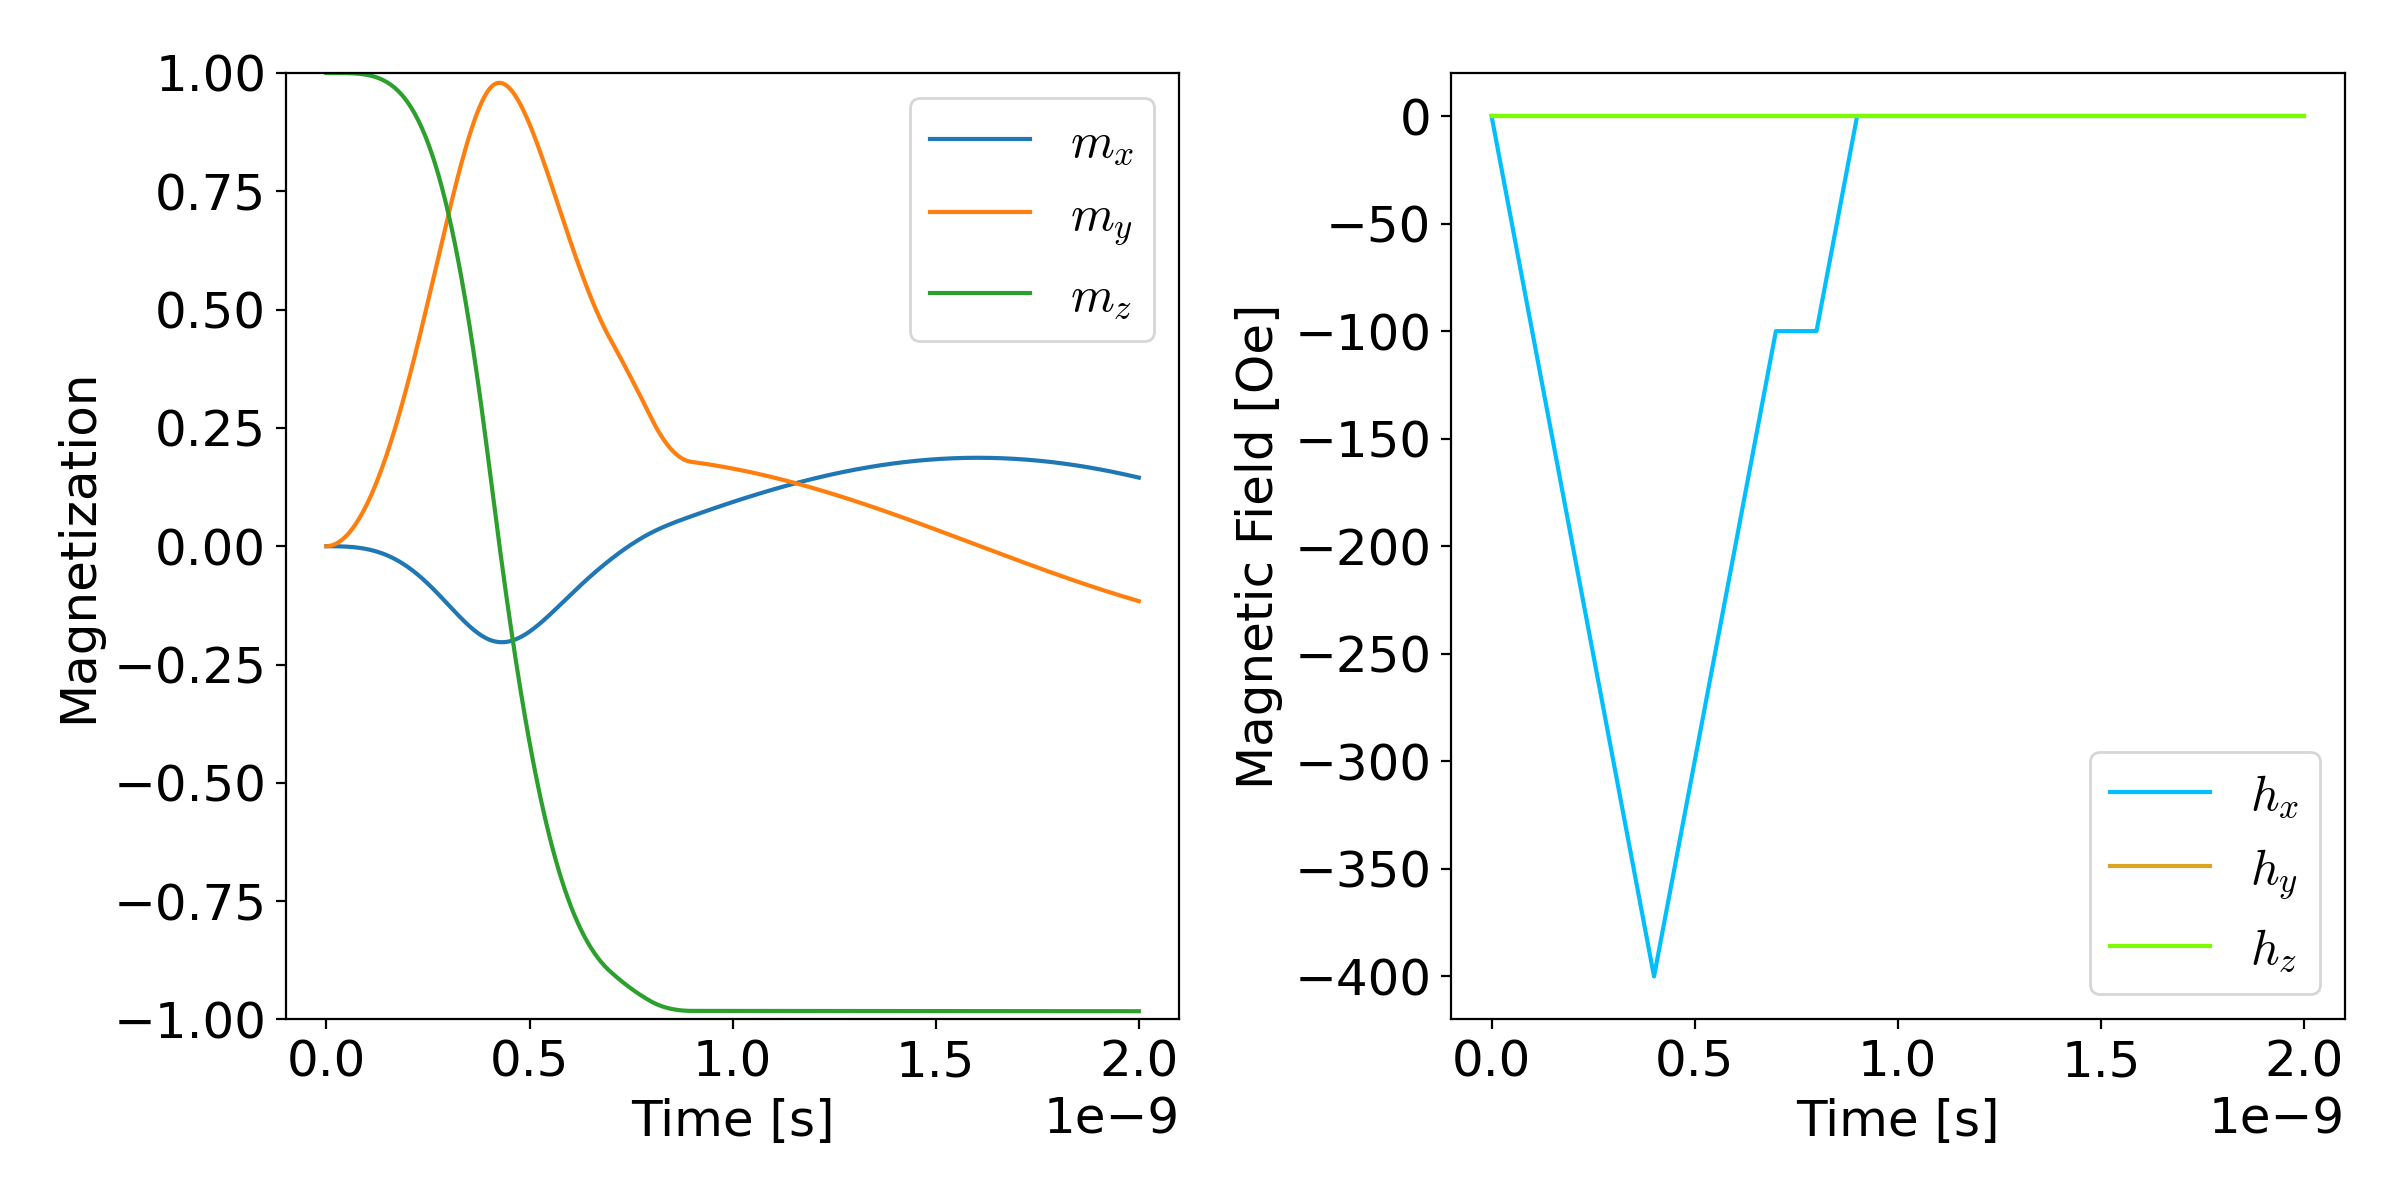 Magnetization
1.00
0.75
0.50
0.25
0.00
−0.25
−0.50
−0.75
−1.00
0.0 0.5 1.0 1.5 2.0
Time [s]
1e−9
m_x
m_y
m_z
Magnetic Field [Oe]
0
−50
−100
−150
−200
−250
−300
−350
−400
0.0 0.5 1.0 1.5 2.0
Time [s]
1e−9
h_x
h_y
h_z